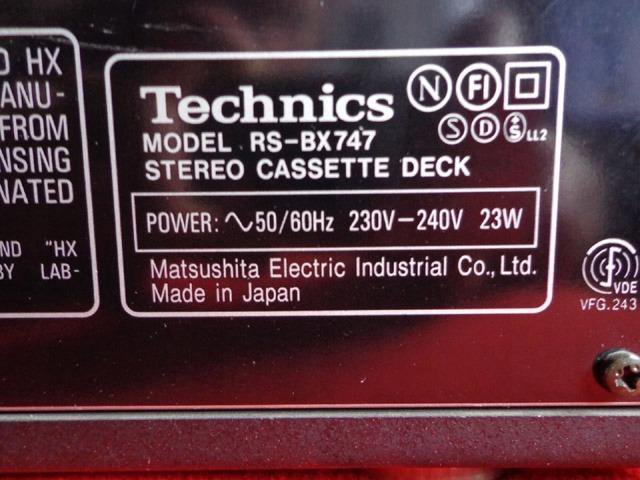 HX
ANU-
FROM
NSING
NATED
ND "HX
BY LAB-
Technics
N FI
MODEL RS-BX747
S D S LL2
STEREO CASSETTE DECK
POWER: ∿50/60Hz 230V–240V 23W
Matsushita Electric Industrial Co., Ltd.
Made in Japan
VDE
VFG.243